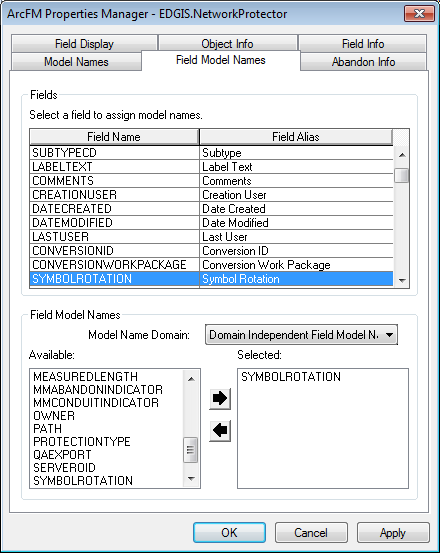 ArcFM Properties Manager - EDGIS.NetworkProtector
Field Display Object Info Field Info
Model Names Field Model Names Abandon Info
Fields
Select a field to assign model names.
Field Name Field Alias
SUBTYPECD Subtype
LABELTEXT Label Text
COMMENTS Comments
CREATIONUSER Creation User
DATECREATED Date Created
DATEMODIFIED Date Modified
LASTUSER Last User
CONVERSIONID Conversion ID
CONVERSIONWORKPACKAGE Conversion Work Package
SYMBOLROTATION Symbol Rotation
Field Model Names
Model Name Domain: Domain Independent Field Model Na
Available: Selected:
MEASUREDLENGTH SYMBOLROTATION
MMABANDONINDICATOR
MMCONDUITINDICATOR
OWNER
PATH
PROTECTIONTYPE
QAEXPORT
SERVEROID
SYMBOLROTATION
OK Cancel Apply